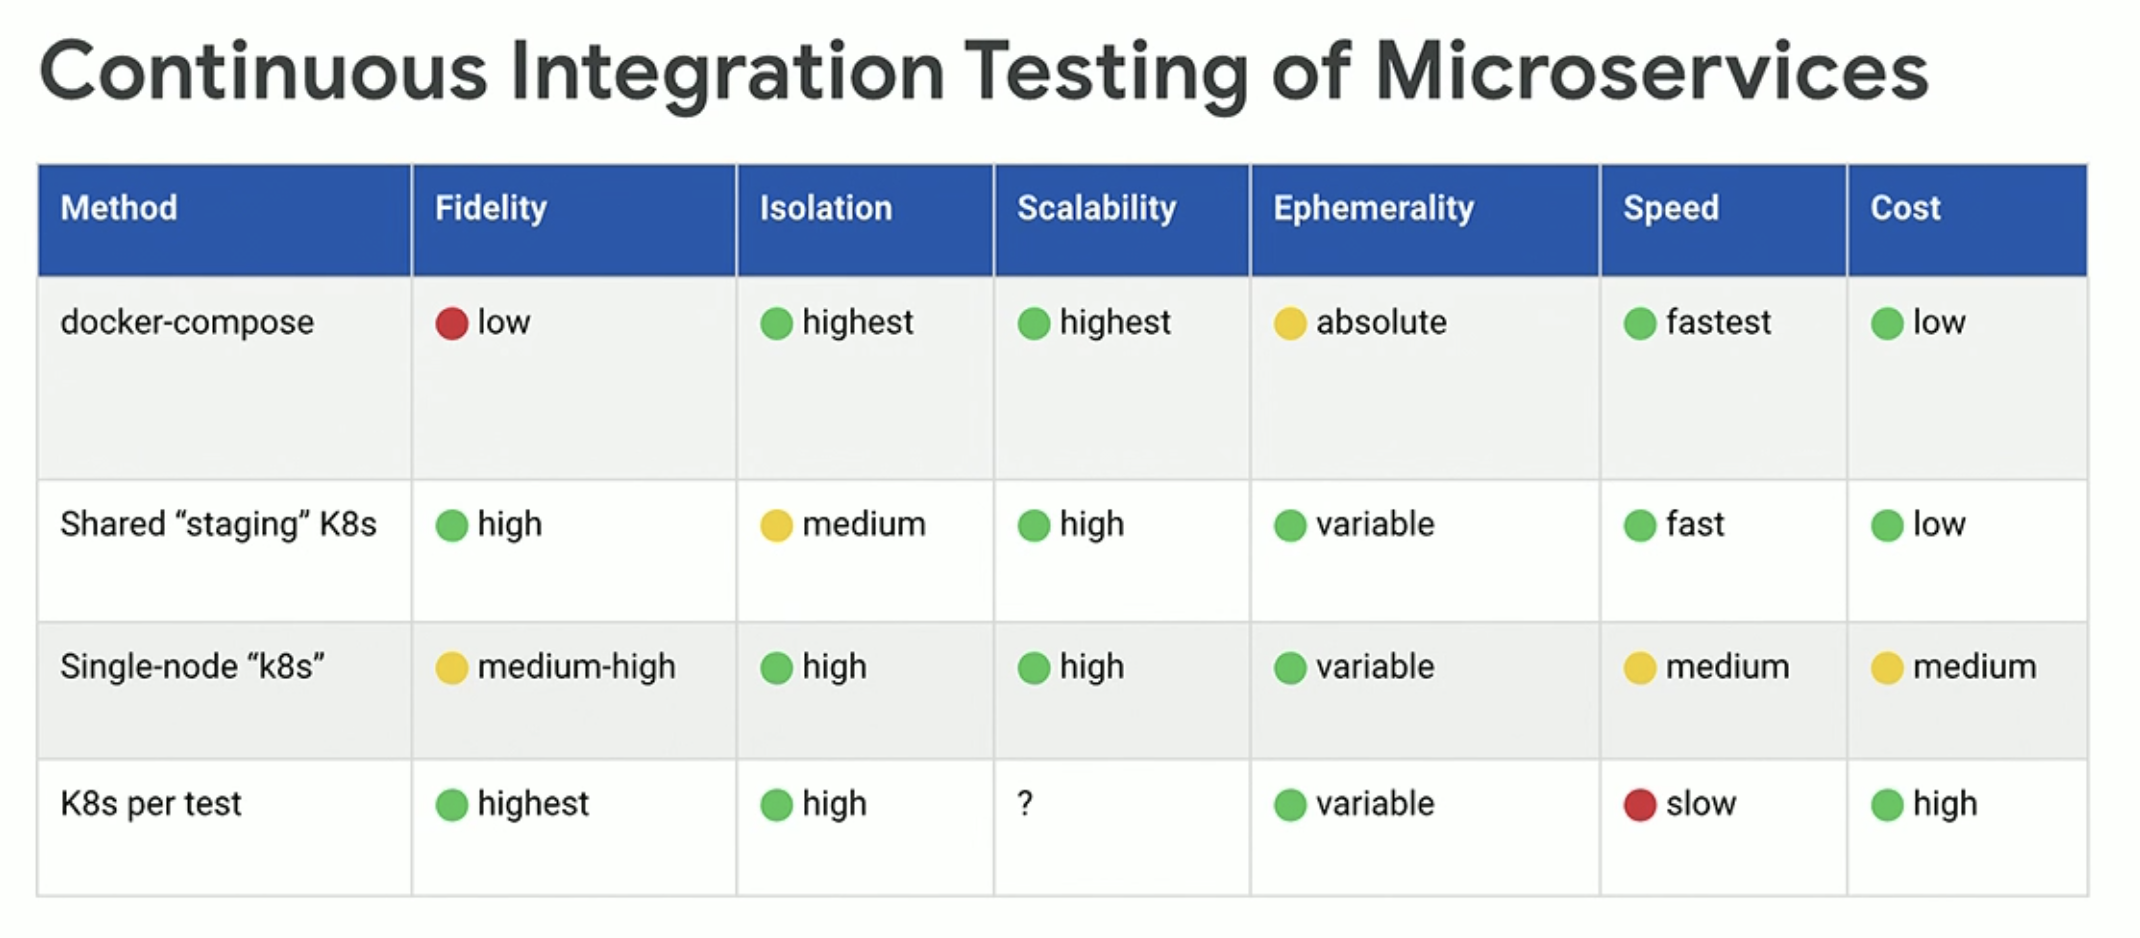 Continuous Integration Testing of Microservices
Method Fidelity Isolation Scalability Ephemerality Speed Cost
docker-compose low highest highest absolute fastest low
Shared “staging” K8s high medium high variable fast low
Single-node “k8s” medium-high high high variable medium medium
K8s per test highest high ? variable slow high